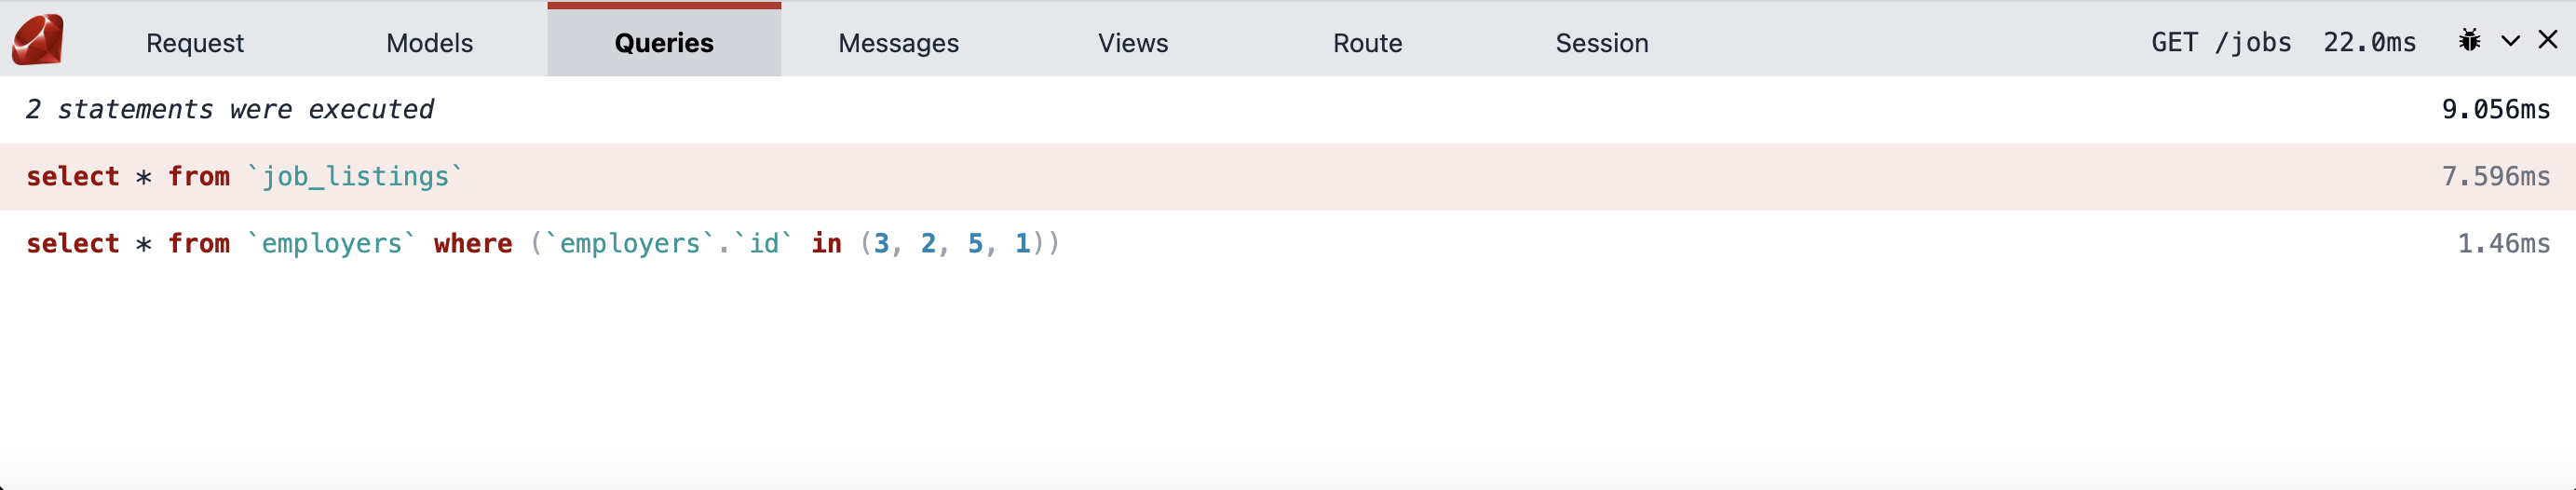 Request Models Queries Messages Views Route Session GET /jobs 22.0ms
2 statements were executed 9.056ms
select * from `job_listings` 7.596ms
select * from `employers` where (`employers`.`id` in (3, 2, 5, 1)) 1.46ms